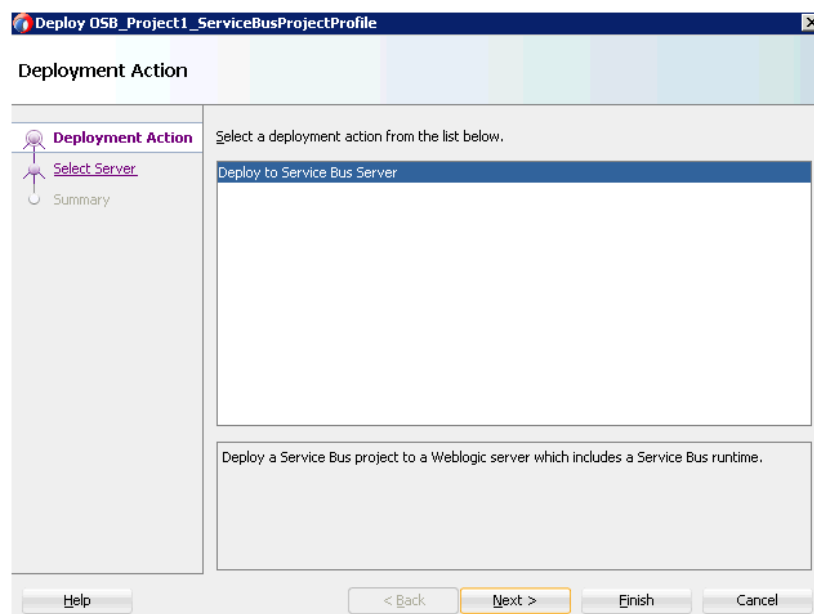 Deploy OSB_Project1_ServiceBusProjectProfile
Deployment Action
Deployment Action
Select Server
Summary
Select a deployment action from the list below.
Deploy to Service Bus Server
Deploy a Service Bus project to a Weblogic server which includes a Service Bus runtime.
Help
< Back
Next >
Finish
Cancel